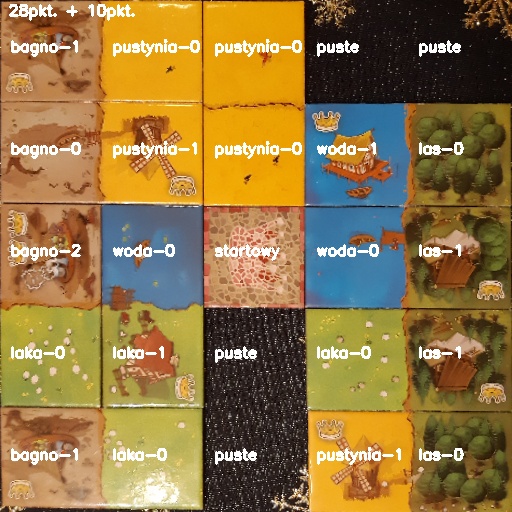 28pkt. + 10pkt.
bagno-1 pustynia-0 pustynia-0 puste puste
bagno-0 pustynia-1 pustynia-0 woda-1 las-0
bagno-2 woda-0 startowy woda-0 las-1
laka-0 laka-1 puste laka-0 las-1
bagno-1 laka-0 puste pustynia-1 las-0